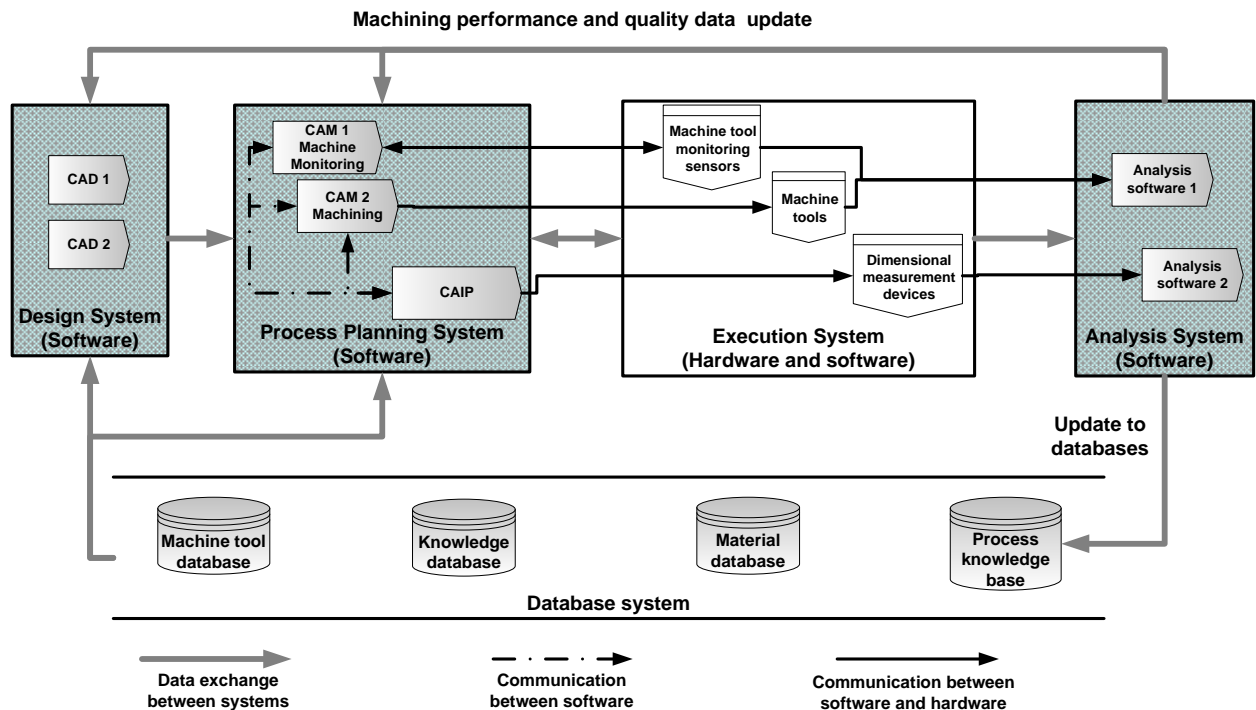 Machining performance and quality data update
CAD 1
CAD 2
Design System
(Software)
CAM 1
Machine
Monitoring
CAM 2
Machining
CAIP
Process Planning System
(Software)
Machine tool
monitoring
sensors
Machine
tools
Dimensional
measurement
devices
Execution System
(Hardware and software)
Analysis
software 1
Analysis
software 2
Analysis System
(Software)
Update to
databases
Machine tool
database
Knowledge
database
Material
database
Process
knowledge
base
Database system
Data exchange
between systems
Communication
between software
Communication between
software and hardware